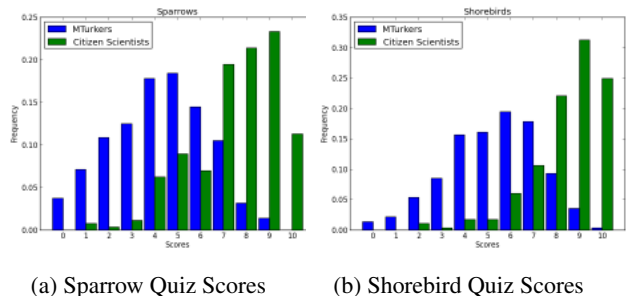 Sparrows
0.25
0.20
0.15
0.10
0.05
0.00
Frequency
MTurkers
Citizen Scientists
0 1 2 3 4 5 6 7 8 9 10
Scores
(a) Sparrow Quiz Scores
Shorebirds
0.35
0.30
0.25
0.20
0.15
0.10
0.05
0.00
Frequency
MTurkers
Citizen Scientists
0 1 2 3 4 5 6 7 8 9 10
Scores
(b) Shorebird Quiz Scores